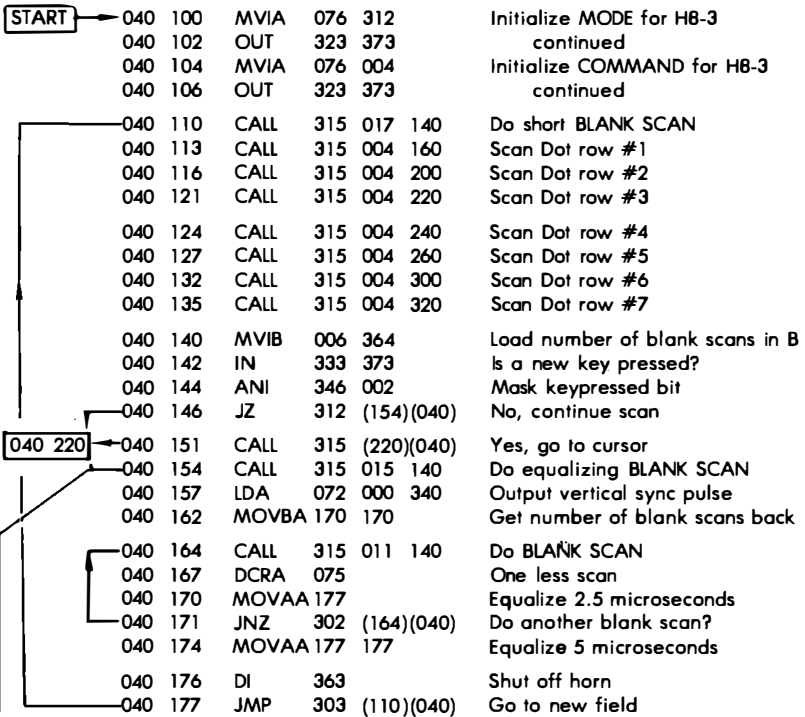 START 040 100 MVIA 076 312 Initialize MODE for H8-3
040 102 OUT 323 373 continued
040 104 MVIA 076 004 Initialize COMMAND for H8-3
040 106 OUT 323 373 continued
040 110 CALL 315 017 140 Do short BLANK SCAN
040 113 CALL 315 004 160 Scan Dot row #1
040 116 CALL 315 004 200 Scan Dot row #2
040 121 CALL 315 004 220 Scan Dot row #3
040 124 CALL 315 004 240 Scan Dot row #4
040 127 CALL 315 004 260 Scan Dot row #5
040 132 CALL 315 004 300 Scan Dot row #6
040 135 CALL 315 004 320 Scan Dot row #7
040 140 MVIB 006 364 Load number of blank scans in B
040 142 IN 333 373 Is a new key pressed?
040 144 ANI 346 002 Mask keypressed bit
040 146 JZ 312 (154)(040) No, continue scan
040 220 040 151 CALL 315 (220)(040) Yes, go to cursor
040 154 CALL 315 015 140 Do equalizing BLANK SCAN
040 157 LDA 072 000 340 Output vertical sync pulse
040 162 MOVBA 170 170 Get number of blank scans back
040 164 CALL 315 011 140 Do BLANK SCAN
040 167 DCRA 075 One less scan
040 170 MOVAA 177 Equalize 2.5 microseconds
040 171 JNZ 302 (164)(040) Do another blank scan?
040 174 MOVAA 177 177 Equalize 5 microseconds
040 176 DI 363 Shut off horn
040 177 JMP 303 (110)(040) Go to new field